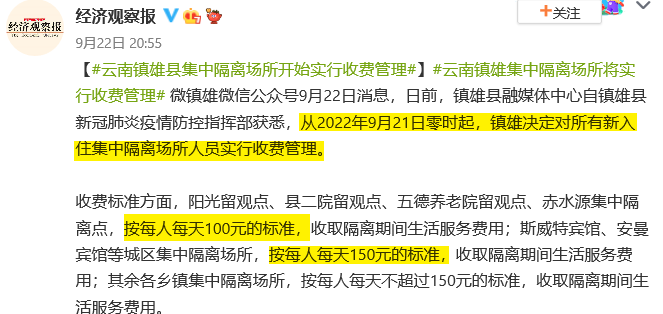 经济观察报
经济观察报
9月22日 20:55
+关注
【#云南镇雄县集中隔离场所开始实行收费管理#】#云南镇雄集中隔离场所将实
行收费管理# 微镇雄微信公众号9月22日消息，日前，镇雄县融媒体中心自镇雄县
新冠肺炎疫情防控指挥部获悉，从2022年9月21日零时起，镇雄决定对所有新入
住集中隔离场所人员实行收费管理。
收费标准方面，阳光留观点、县二院留观点、五德养老院留观点、赤水源集中隔
离点，按每人每天100元的标准，收取隔离期间生活服务费用；斯威特宾馆、安曼
宾馆等城区集中隔离场所，按每人每天150元的标准，收取隔离期间生活服务费
用；其余各乡镇集中隔离场所，按每人每天不超过150元的标准，收取隔离期间生
活服务费用。